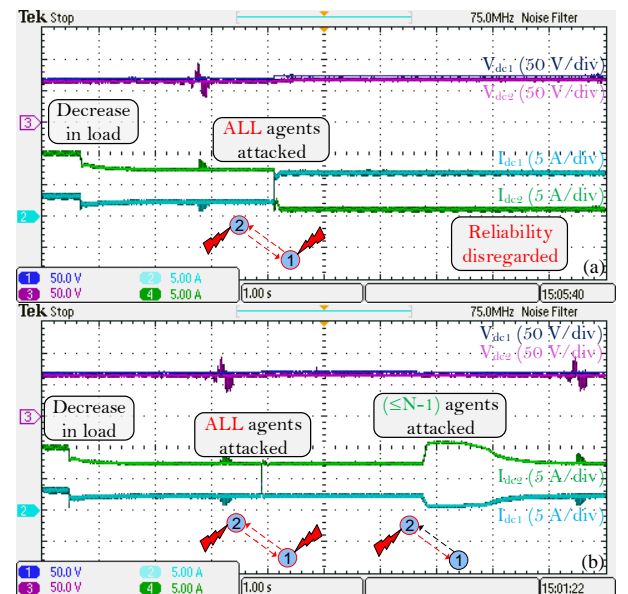 Tek Stop
75.0MHz Noise Filter
Vdc1 (50 V/div)
Vdc2 (50 V/div)
3
Decrease
in load
ALL agents
attacked
Idc1 (5 A/div)
Idc2 (5 A/div)
2
2
1
Reliability
disregarded
(a)
1 50.0 V 2 5.00 A
3 50.0 V 4 5.00 A
1.00 s
15:05:40
Tek Stop
75.0MHz Noise Filter
Vdc1 (50 V/div)
Vdc2 (50 V/div)
3
Decrease
in load
ALL agents
attacked
(≤N-1) agents
attacked
Idc2 (5 A/div)
2
Idc1 (5 A/div)
2
1
2
1
(b)
1 50.0 V 2 5.00 A
3 50.0 V 4 5.00 A
1.00 s
15:01:22